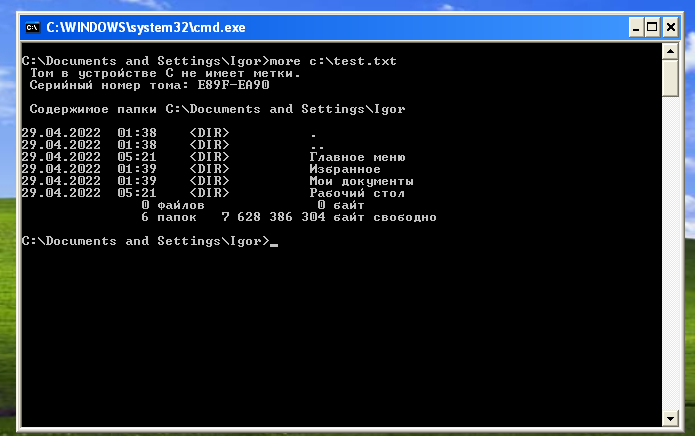 C:\WINDOWS\system32\cmd.exe
C:\Documents and Settings\Igor>more c:\test.txt
Том в устройстве C не имеет метки.
Серийный номер тома: E89F-EA90
Содержимое папки C:\Documents and Settings\Igor
29.04.2022  01:38    <DIR>          .
29.04.2022  01:38    <DIR>          ..
29.04.2022  05:21    <DIR>          Главное меню
29.04.2022  01:39    <DIR>          Избранное
29.04.2022  01:39    <DIR>          Мои документы
29.04.2022  05:21    <DIR>          Рабочий стол
0 файлов              0 байт
6 папок   7 628 386 304 байт свободно
C:\Documents and Settings\Igor>_